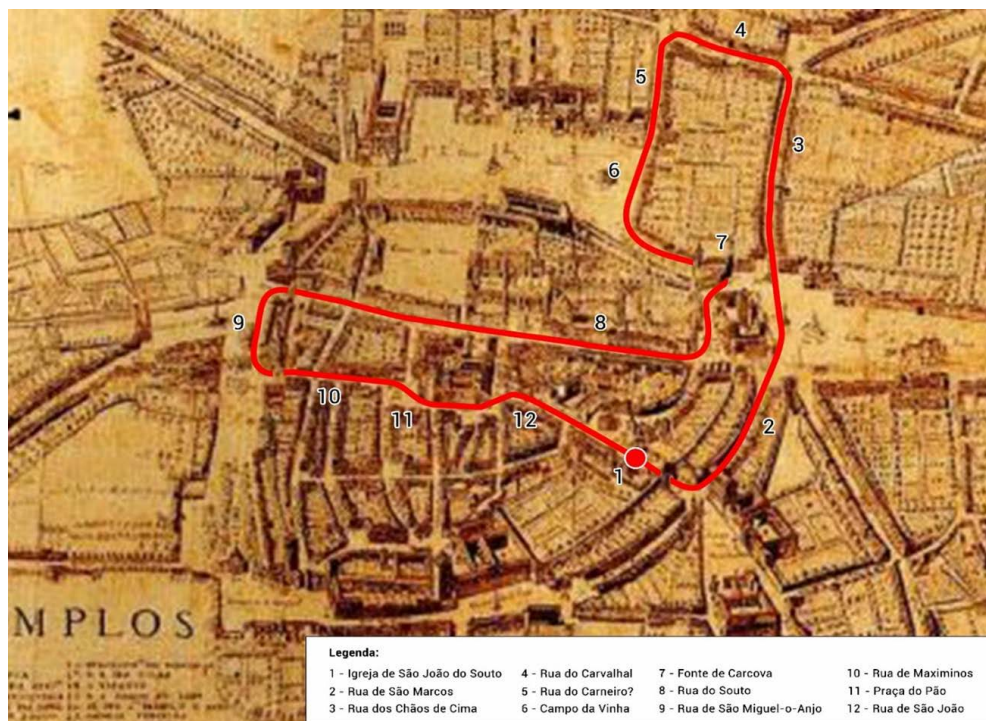 4
5
3
6
7
9
8
10
11
12
2
1
MPLOS
Legenda:
1 - Igreja de São João do Souto
2 - Rua de São Marcos
3 - Rua dos Chãos de Cima
4 - Rua do Carvalhal
5 - Rua do Carneiro?
6 - Campo da Vinha
7 - Fonte de Carcova
8 - Rua do Souto
9 - Rua de São Miguel-o-Anjo
10 - Rua de Maximinos
11 - Praça do Pão
12 - Rua de São João